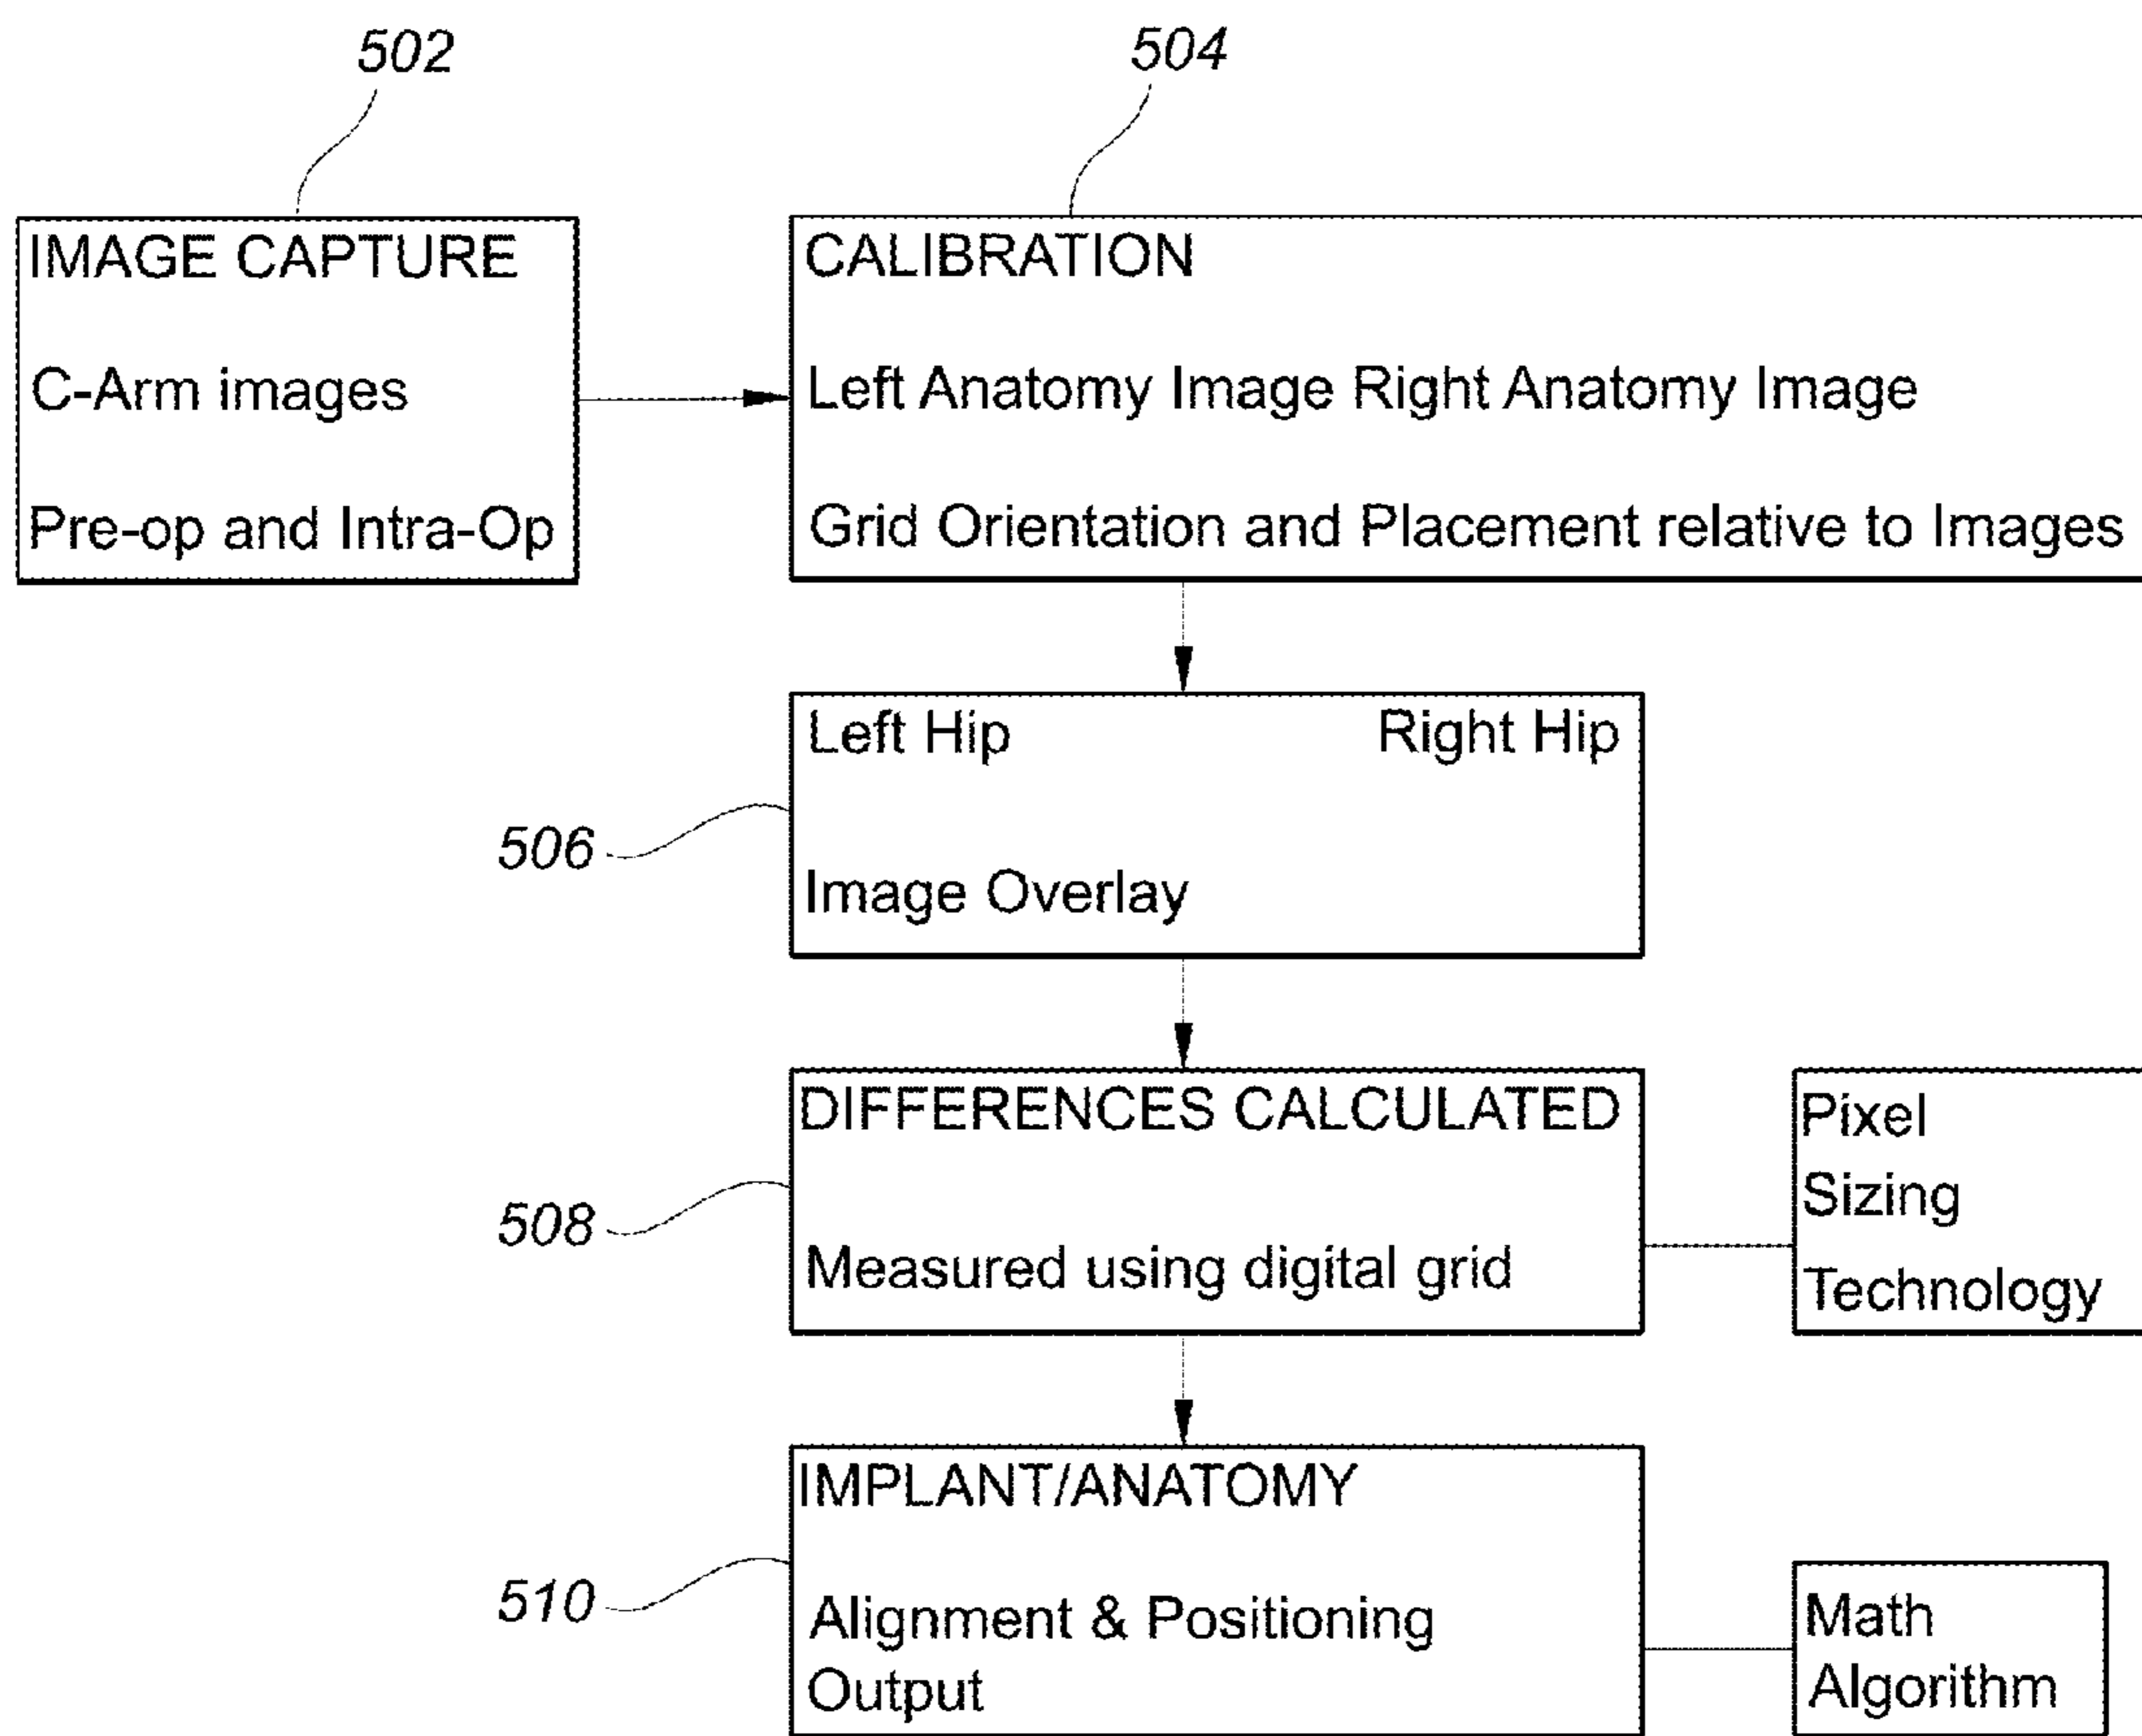 502
504
IMAGE CAPTURE
C-Arm images
Pre-op and Intra-Op
CALIBRATION
Left Anatomy Image Right Anatomy Image
Grid Orientation and Placement relative to Images
Left Hip Right Hip
506
Image Overlay
DIFFERENCES CALCULATED
508
Measured using digital grid
Pixel
Sizing
Technology
IMPLANT/ANATOMY
510
Alignment & Positioning
Output
Math
Algorithm